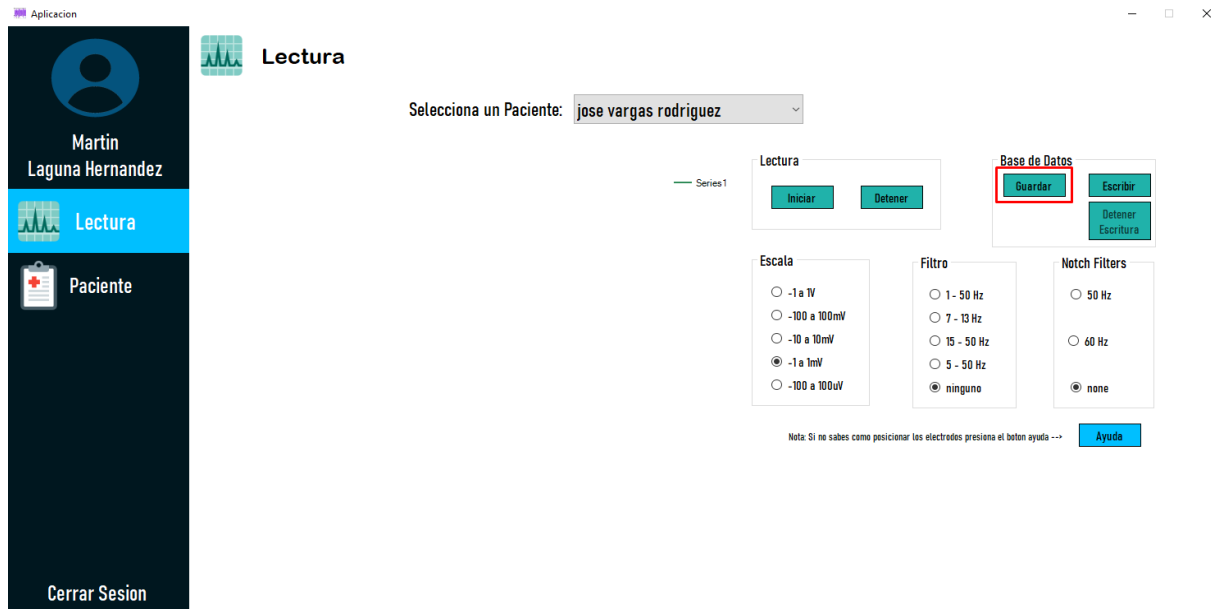 Aplicacion
Martin
Laguna Hernandez
Lectura
Paciente
Cerrar Sesion
Lectura
Selecciona un Paciente: jose vargas rodriguez
Series1
Lectura
Iniciar Detener
Base de Datos
Guardar Escribir
Detener
Escritura
Escala
-1 a 1V
-100 a 100mV
-10 a 10mV
-1 a 1mV
-100 a 100uV
Filtro
1 - 50 Hz
7 - 13 Hz
15 - 50 Hz
5 - 50 Hz
ninguno
Notch Filters
50 Hz
60 Hz
none
Nota: Si no sabes como posicionar los electrodos presiona el boton ayuda --> Ayuda